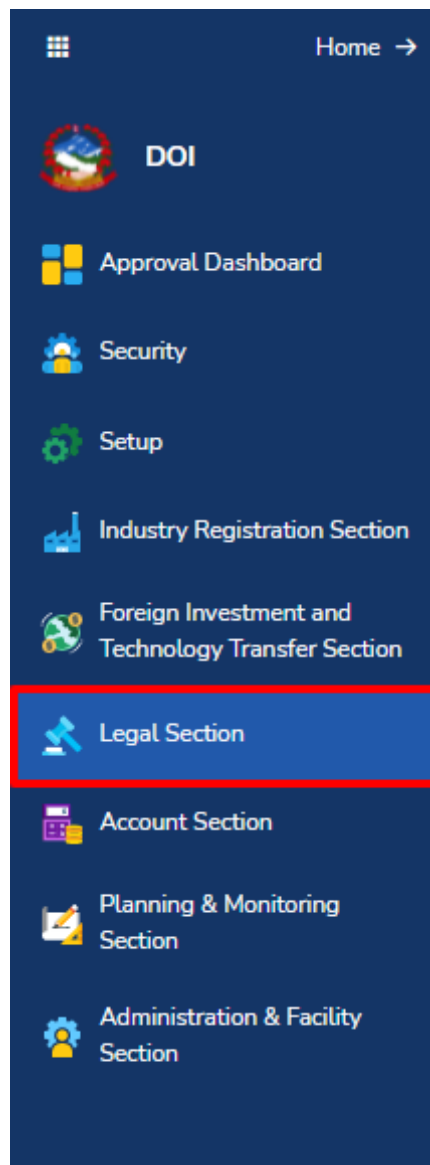 Home →
DOI
Approval Dashboard
Security
Setup
Industry Registration Section
Foreign Investment and
Technology Transfer Section
Legal Section
Account Section
Planning & Monitoring
Section
Administration & Facility
Section